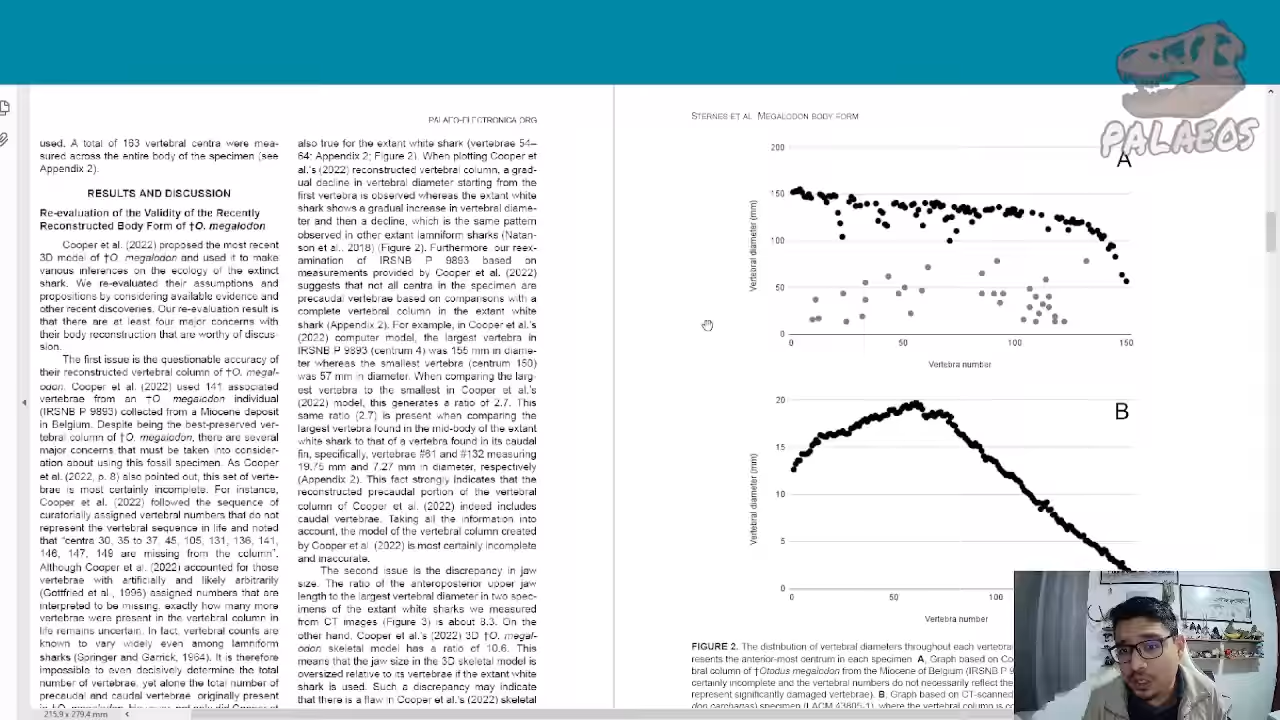 PALAEOS
PALAEO-ELECTRONICA.ORG
used. A total of 163 vertebral centra were mea-
sured across the entire body of the specimen (see
Appendix 2).
RESULTS AND DISCUSSION
Re-evaluation of the Validity of the Recently
Reconstructed Body Form of †O. megalodon
Cooper et al. (2022) proposed the most recent
3D model of †O. megalodon and used it to make
various inferences on the ecology of the extinct
shark. We re-evaluated their assumptions and
propositions by considering available evidence and
other recent discoveries. Our re-evaluation result is
that there are at least four major concerns with
their body reconstruction that are worthy of discus-
sion.
The first issue is the questionable accuracy of
their reconstructed vertebral column of †O. megal-
odon. Cooper et al. (2022) used 141 associated
vertebrae from an †O. megalodon individual
(IRSNB P 9893) collected from a Miocene deposit
in Belgium. Despite being the best-preserved ver-
tebral column of †O. megalodon, there are several
major concerns that must be taken into consider-
ation about using this fossil specimen. As Cooper
et al. (2022, p. 8) also pointed out, this set of verte-
brae is most certainly incomplete. For instance,
Cooper et al. (2022) followed the sequence of
curatorially assigned vertebral numbers that do not
represent the vertebral sequence in life and noted
that “centra 30, 35 to 37, 45, 105, 131, 136, 141,
146, 147, 149 are missing from the column”.
Although Cooper et al. (2022) accounted for those
vertebrae with artificially and likely arbitrarily
(Gottfried et al., 1996) assigned numbers that are
interpreted to be missing, exactly how many more
vertebrae were present in the vertebral column in
life remains uncertain. In fact, vertebral counts are
known to vary widely even among lamniform
sharks (Springer and Garrick, 1964). It is therefore
impossible to even decisively determine the total
number of vertebrae, yet alone the total number of
precaudal and caudal vertebrae originally present
also true for the extant white shark (vertebrae 54–
64: Appendix 2; Figure 2). When plotting Cooper et
al.'s (2022) reconstructed vertebral column, a grad-
ual decline in vertebral diameter starting from the
first vertebra is observed whereas the extant white
shark shows a gradual increase in vertebral diame-
ter and then a decline, which is the same pattern
observed in other extant lamniform sharks (Natan-
son et al., 2018) (Figure 2). Furthermore, our reex-
amination of IRSNB P 9893 based on
measurements provided by Cooper et al. (2022)
suggests that not all centra in the specimen are
precaudal vertebrae based on comparisons with a
complete vertebral column in the extant white
shark (Appendix 2). For example, in Cooper et al.'s
(2022) computer model, the largest vertebra in
IRSNB P 9893 (centrum 4) was 155 mm in diame-
ter whereas the smallest vertebra (centrum 150)
was 57 mm in diameter. When comparing the larg-
est vertebra to the smallest in Cooper et al.'s
(2022) model, this generates a ratio of 2.7. This
same ratio (2.7) is present when comparing the
largest vertebra found in the mid-body of the extant
white shark to that of a vertebra found in its caudal
fin, specifically, vertebrae #61 and #132 measuring
19.75 mm and 7.27 mm in diameter, respectively
(Appendix 2). This fact strongly indicates that the
reconstructed precaudal portion of the vertebral
column of Cooper et al. (2022) indeed includes
caudal vertebrae. Taking all the information into
account, the model of the vertebral column created
by Cooper et al. (2022) is most certainly incomplete
and inaccurate.
The second issue is the discrepancy in jaw
size. The ratio of the anteroposterior upper jaw
length to the largest vertebral diameter in two spec-
imens of the extant white sharks we measured
from CT images (Figure 3) is about 8.3. On the
other hand, Cooper et al.'s (2022) 3D †O. megal-
odon skeletal model has a ratio of 10.6. This
means that the jaw size in the 3D skeletal model is
oversized relative to its vertebrae if the extant white
shark is used. Such a discrepancy may indicate
that there is a flaw in Cooper et al.'s (2022) skeletal
STERNES ET AL. MEGALODON BODY FORM
A
200
150
100
50
0
Vertebral diameter (mm)
0 50 100 150
Vertebra number
B
20
15
10
5
0
Vertebral diameter (mm)
0 50 100
Vertebra number
FIGURE 2. The distribution of vertebral diameters throughout each vertebra
resents the anterior-most centrum in each specimen. A, Graph based on Co
bral column of †Otodus megalodon from the Miocene of Belgium (IRSNB P 9
certainly incomplete and the vertebral numbers do not necessarily reflect the
represent significantly damaged vertebrae). B, Graph based on CT-scanned
don carcharias) specimen (LACM 43805-1), where the vertebral column is co
215.9 x 279.4 mm